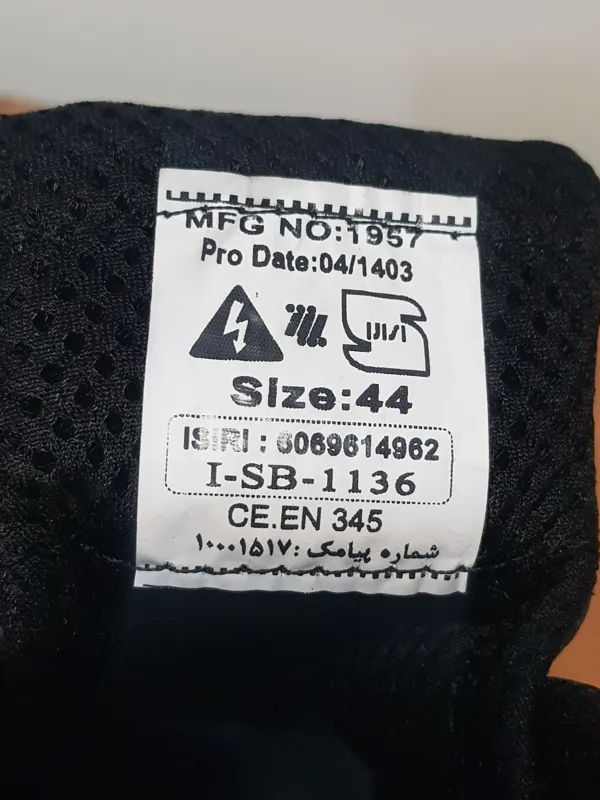 MFG NO:1957
Pro Date:04/1403
Size:44
ISIRI : 6069614962
I-SB-1136
CE.EN 345
شماره پیامک :۱۰۰۰۱۵۱۷